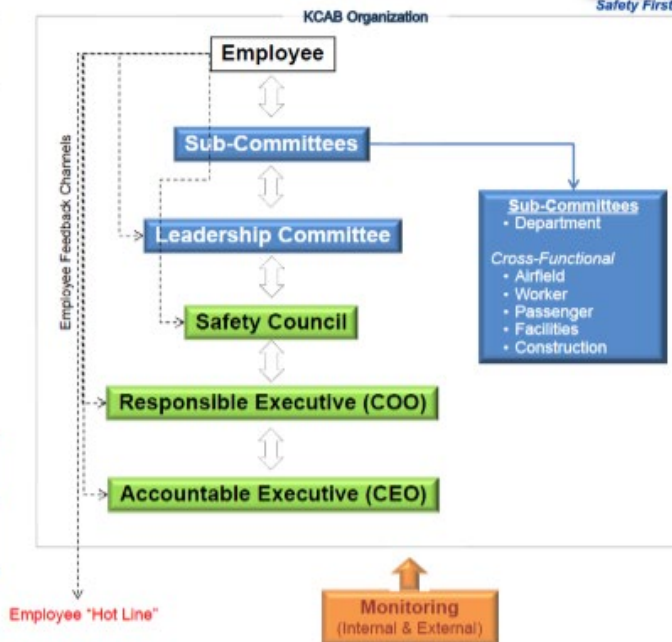 Safety First
KCAB Organization
Employee
Sub-Committees
Sub-Committees
• Department
Cross-Functional
• Airfield
• Worker
• Passenger
• Facilities
• Construction
Leadership Committee
Safety Council
Responsible Executive (COO)
Accountable Executive (CEO)
Employee Feedback Channels
Employee "Hot Line"
Monitoring
(Internal & External)